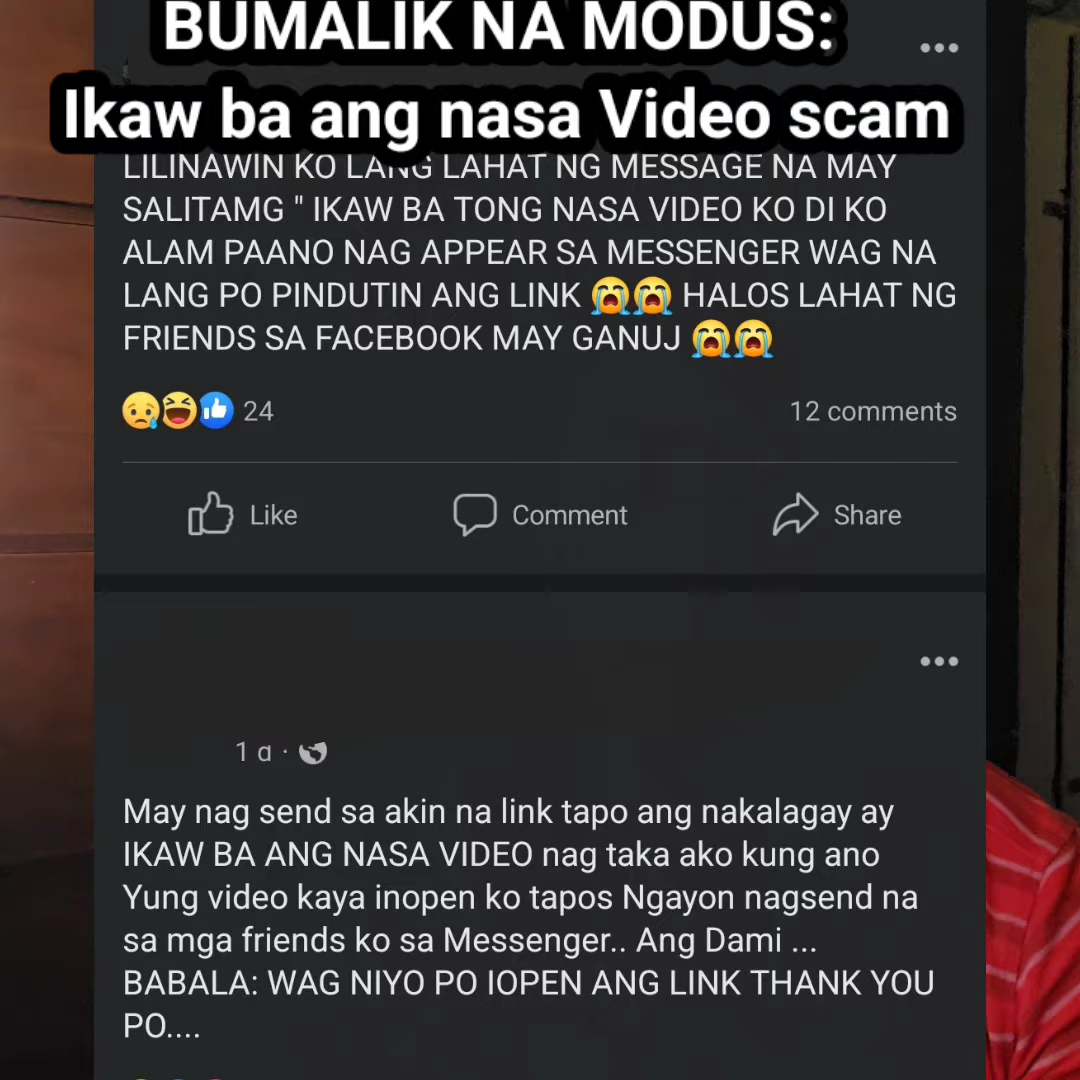 BUMALIK NA MODUS:
Ikaw ba ang nasa Video scam
LILINAWIN KO LANG LAHAT NG MESSAGE NA MAY
SALITAMG " IKAW BA TONG NASA VIDEO KO DI KO
ALAM PAANO NAG APPEAR SA MESSENGER WAG NA
LANG PO PINDUTIN ANG LINK 😭😭 HALOS LAHAT NG
FRIENDS SA FACEBOOK MAY GANUJ 😭😭
24
12 comments
Like
Comment
Share
1 a ·
May nag send sa akin na link tapo ang nakalagay ay
IKAW BA ANG NASA VIDEO nag taka ako kung ano
Yung video kaya inopen ko tapos Ngayon nagsend na
sa mga friends ko sa Messenger.. Ang Dami ...
BABALA: WAG NIYO PO IOPEN ANG LINK THANK YOU
PO....